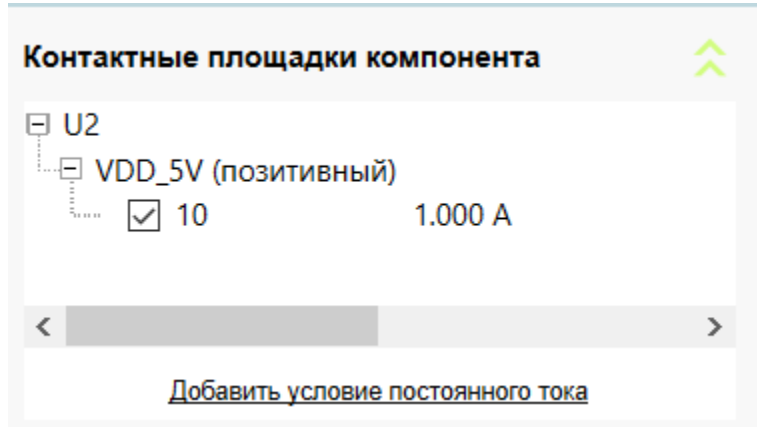 Контактные площадки компонента
U2
VDD_5V (позитивный)
10 1.000 A
Добавить условие постоянного тока